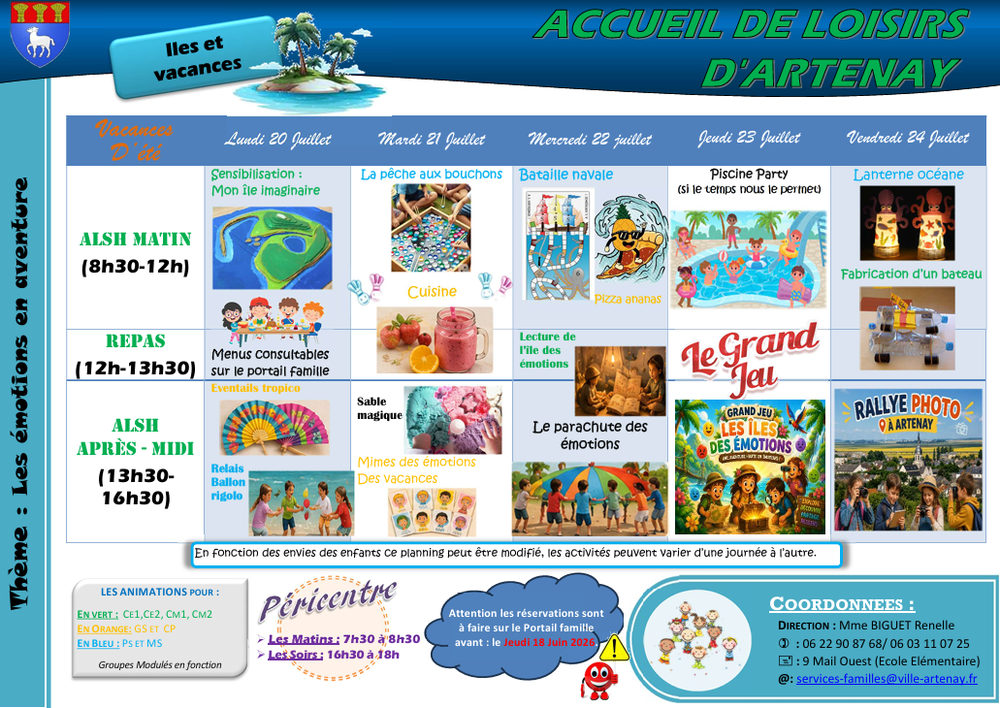 ACCUEIL DE LOISIRS
D'ARTENAY
Iles et
vacances
Thème : Les émotions en aventure
Vacances
D'été
Lundi 20 Juillet
Mardi 21 Juillet
Mercredi 22 juillet
Jeudi 23 Juillet
Vendredi 24 Juillet
ALSH MATIN
(8h30-12h)
Sensibilisation :
Mon île imaginaire
La pêche aux bouchons
Cuisine
Bataille navale
Pizza ananas
Piscine Party
(si le temps nous le permet)
Lanterne océane
Fabrication d'un bateau
REPAS
(12h-13h30)
Menus consultables
sur le portail famille
Lecture de
l'île des
émotions
Le Grand
Jeu
ALSH
APRÈS - MIDI
(13h30-
16h30)
Eventails tropico
Relais
Ballon
rigolo
Sable
magique
Mimes des émotions
Des vacances
Le parachute des
émotions
GRAND JEU
LES ÎLES
DES ÉMOTIONS
RALLYE PHOTO
À ARTENAY
En fonction des envies des enfants ce planning peut être modifié, les activités peuvent varier d'une journée à l'autre.
LES ANIMATIONS POUR :
EN VERT : CE1,CE2, CM1, CM2
EN ORANGE: GS ET CP
EN BLEU : PS ET MS
Groupes Modulés en fonction
Péricentre
Les Matins : 7h30 à 8h30
Les Soirs : 16h30 à 18h
Attention les réservations sont
à faire sur le Portail famille
avant : le Jeudi 18 Juin 2026
COORDONNEES :
DIRECTION : Mme BIGUET Renelle
: 06 22 90 87 68/ 06 03 11 07 25
: 9 Mail Ouest (Ecole Elémentaire)
@: services-familles@ville-artenay.fr